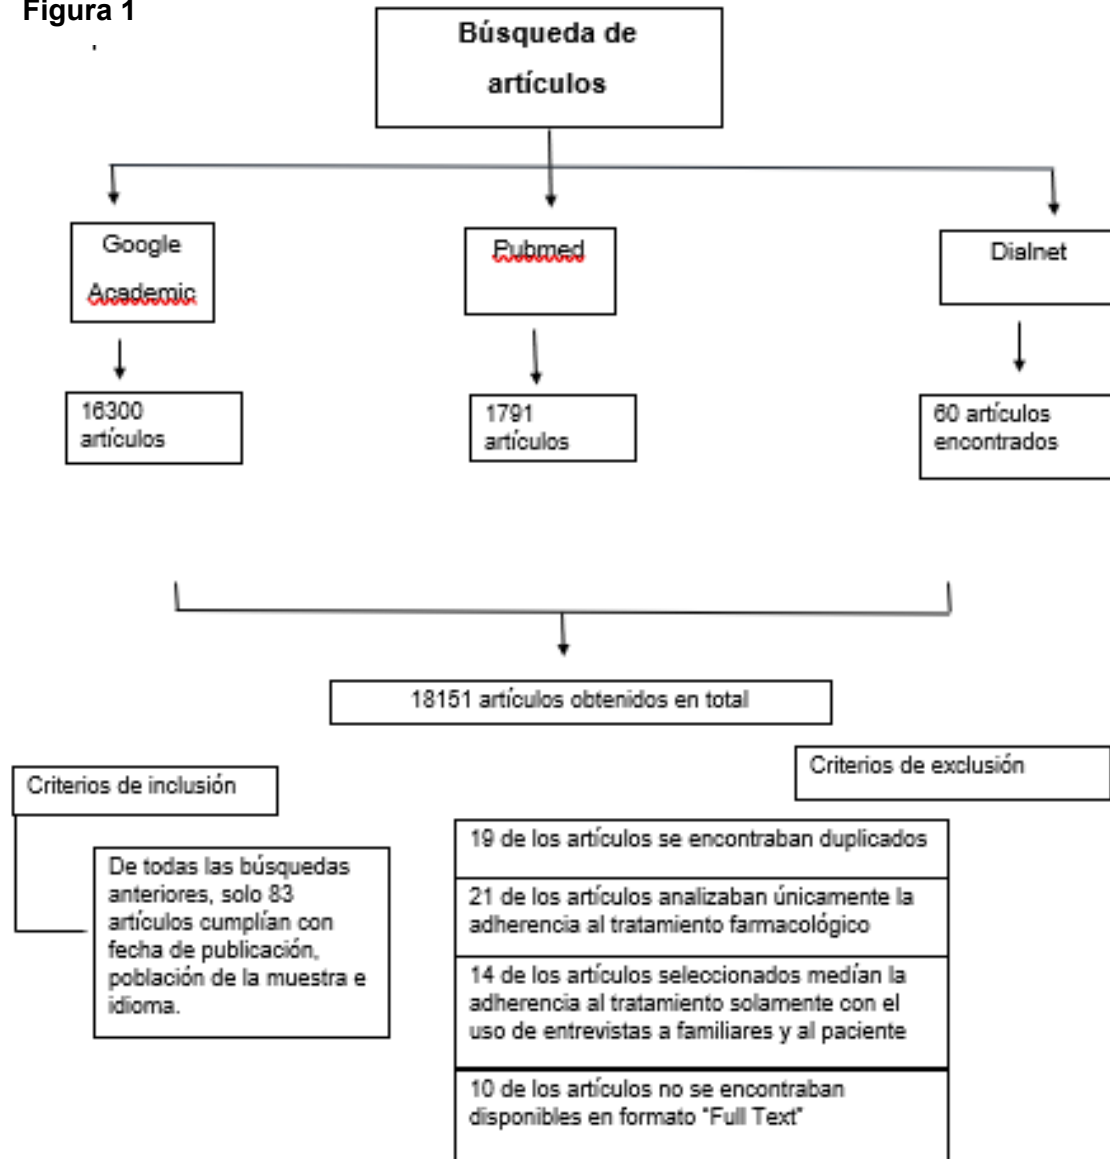 Figura 1
Búsqueda de
artículos
Google
Academic
Pubmed
Dialnet
16300
artículos
1791
artículos
60 artículos
encontrados
18151 artículos obtenidos en total
Criterios de inclusión
De todas las búsquedas
anteriores, solo 83
artículos cumplían con
fecha de publicación,
población de la muestra e
idioma.
Criterios de exclusión
19 de los artículos se encontraban duplicados
21 de los artículos analizaban únicamente la
adherencia al tratamiento farmacológico
14 de los artículos seleccionados medían la
adherencia al tratamiento solamente con el
uso de entrevistas a familiares y al paciente
10 de los artículos no se encontraban
disponibles en formato "Full Text"